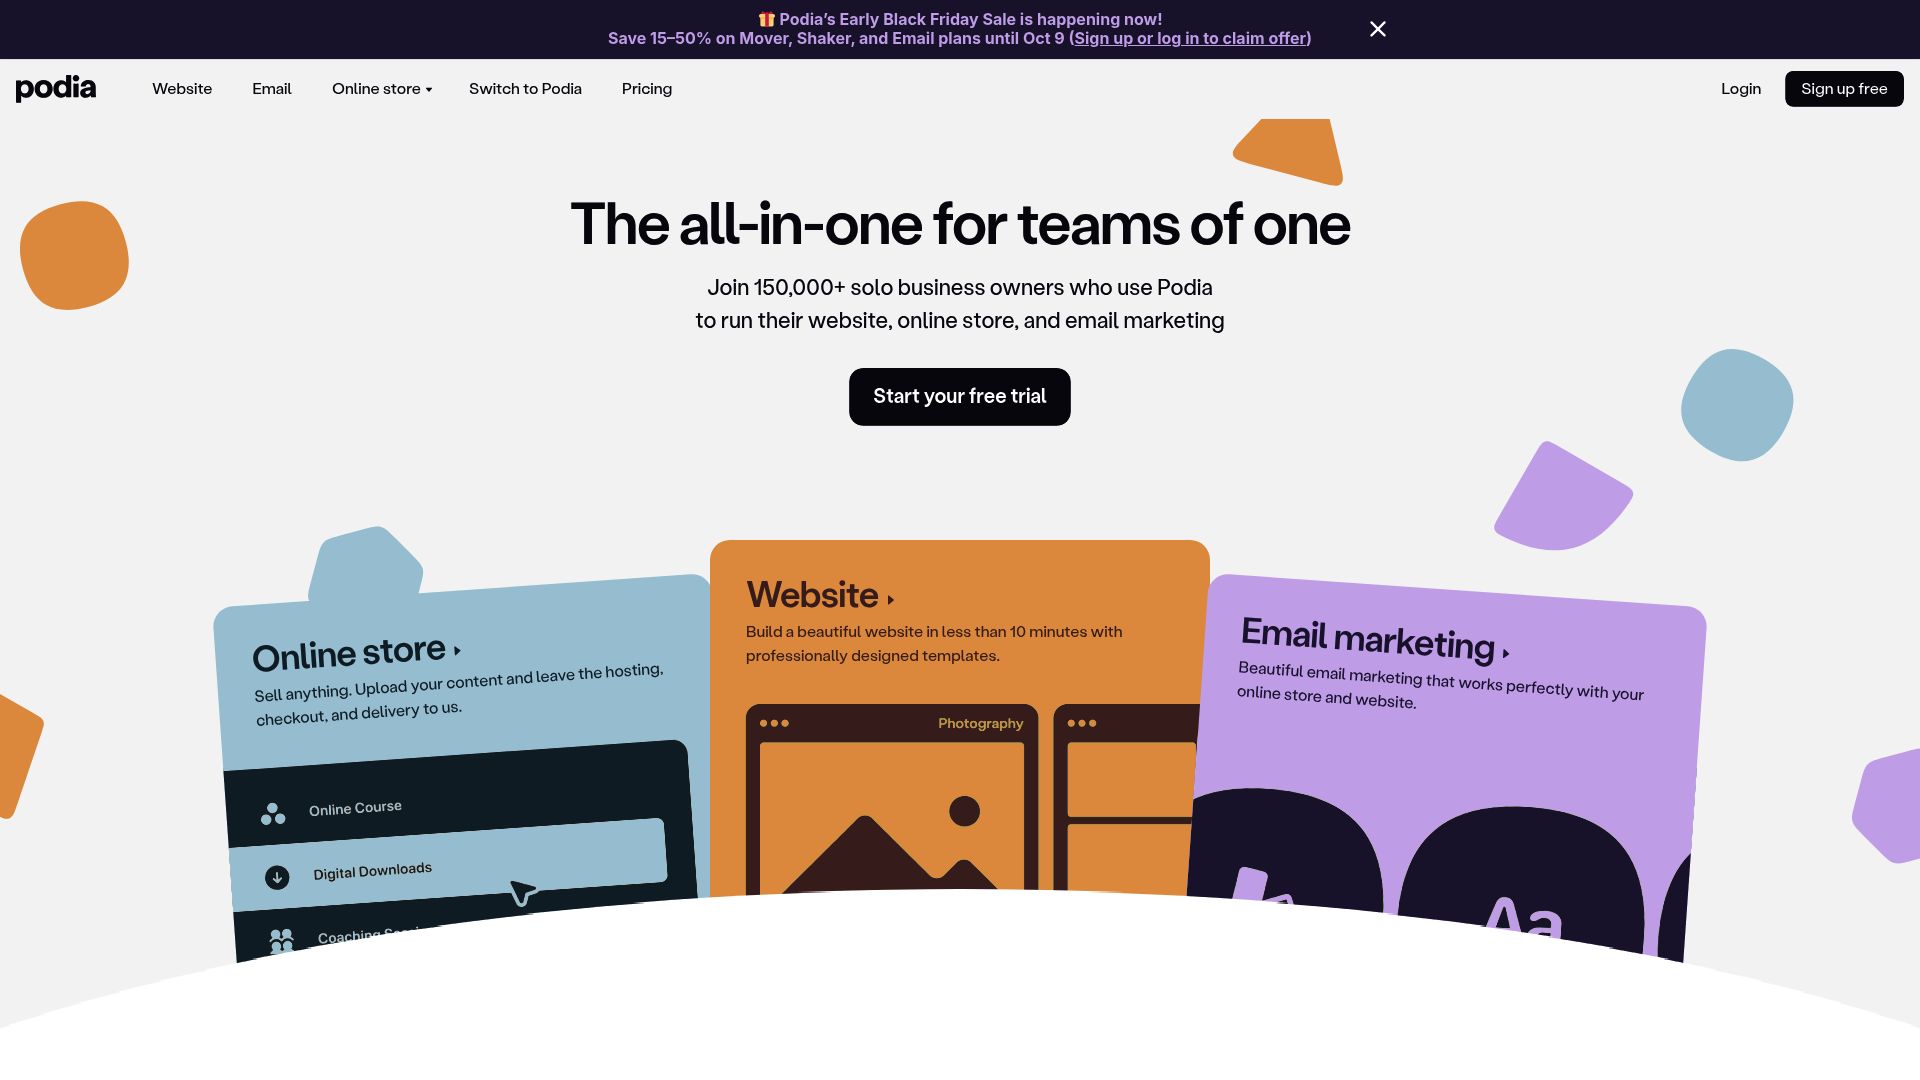 🎁 Podia’s Early Black Friday Sale is happening now!
Save 15–50% on Mover, Shaker, and Email plans until Oct 9 (Sign up or log in to claim offer)
podia
Website
Email
Online store
Switch to Podia
Pricing
Login
Sign up free
The all-in-one for teams of one
Join 150,000+ solo business owners who use Podia
to run their website, online store, and email marketing
Start your free trial
Online store
Sell anything. Upload your content and leave the hosting,
checkout, and delivery to us.
Online Course
Digital Downloads
Coaching
Website
Build a beautiful website in less than 10 minutes with
professionally designed templates.
Photography
Email marketing
Beautiful email marketing that works perfectly with your
online store and website.
Aa